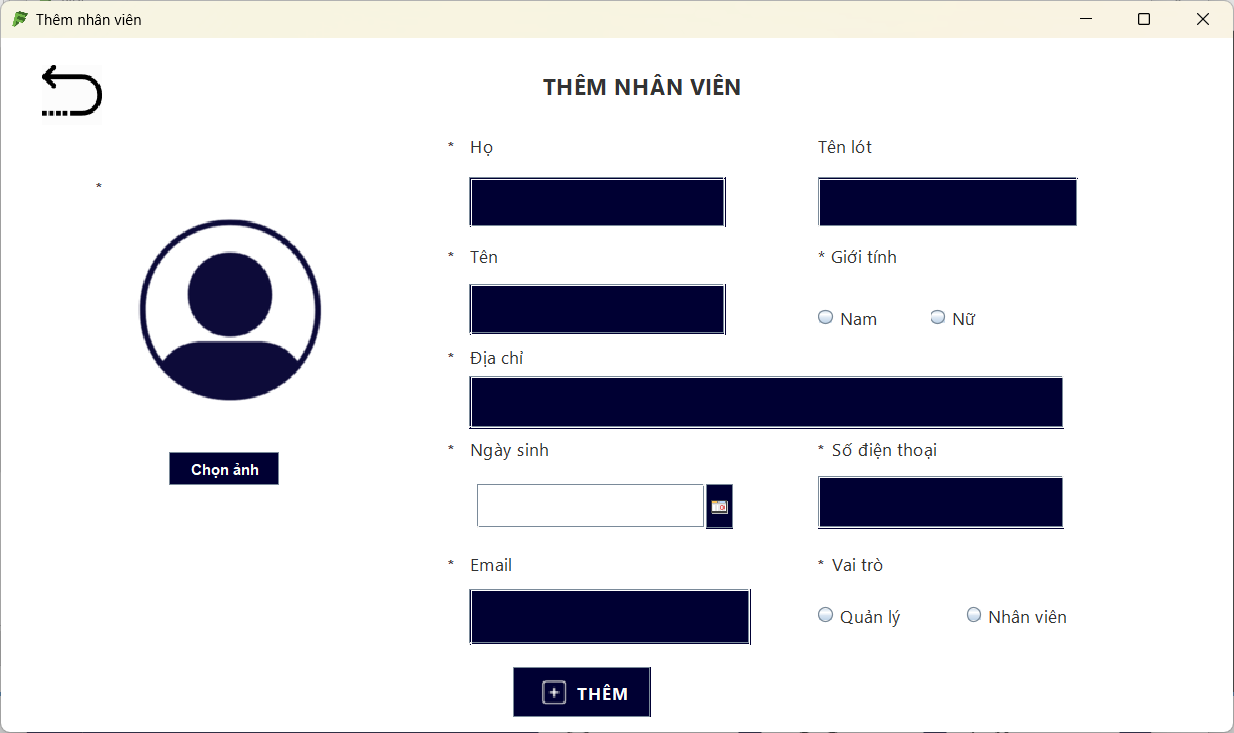 Thêm nhân viên
THÊM NHÂN VIÊN
* Họ
Tên lót
*
* Tên
* Giới tính
Nam
Nữ
* Địa chỉ
* Ngày sinh
* Số điện thoại
Chọn ảnh
* Email
* Vai trò
Quản lý
Nhân viên
THÊM